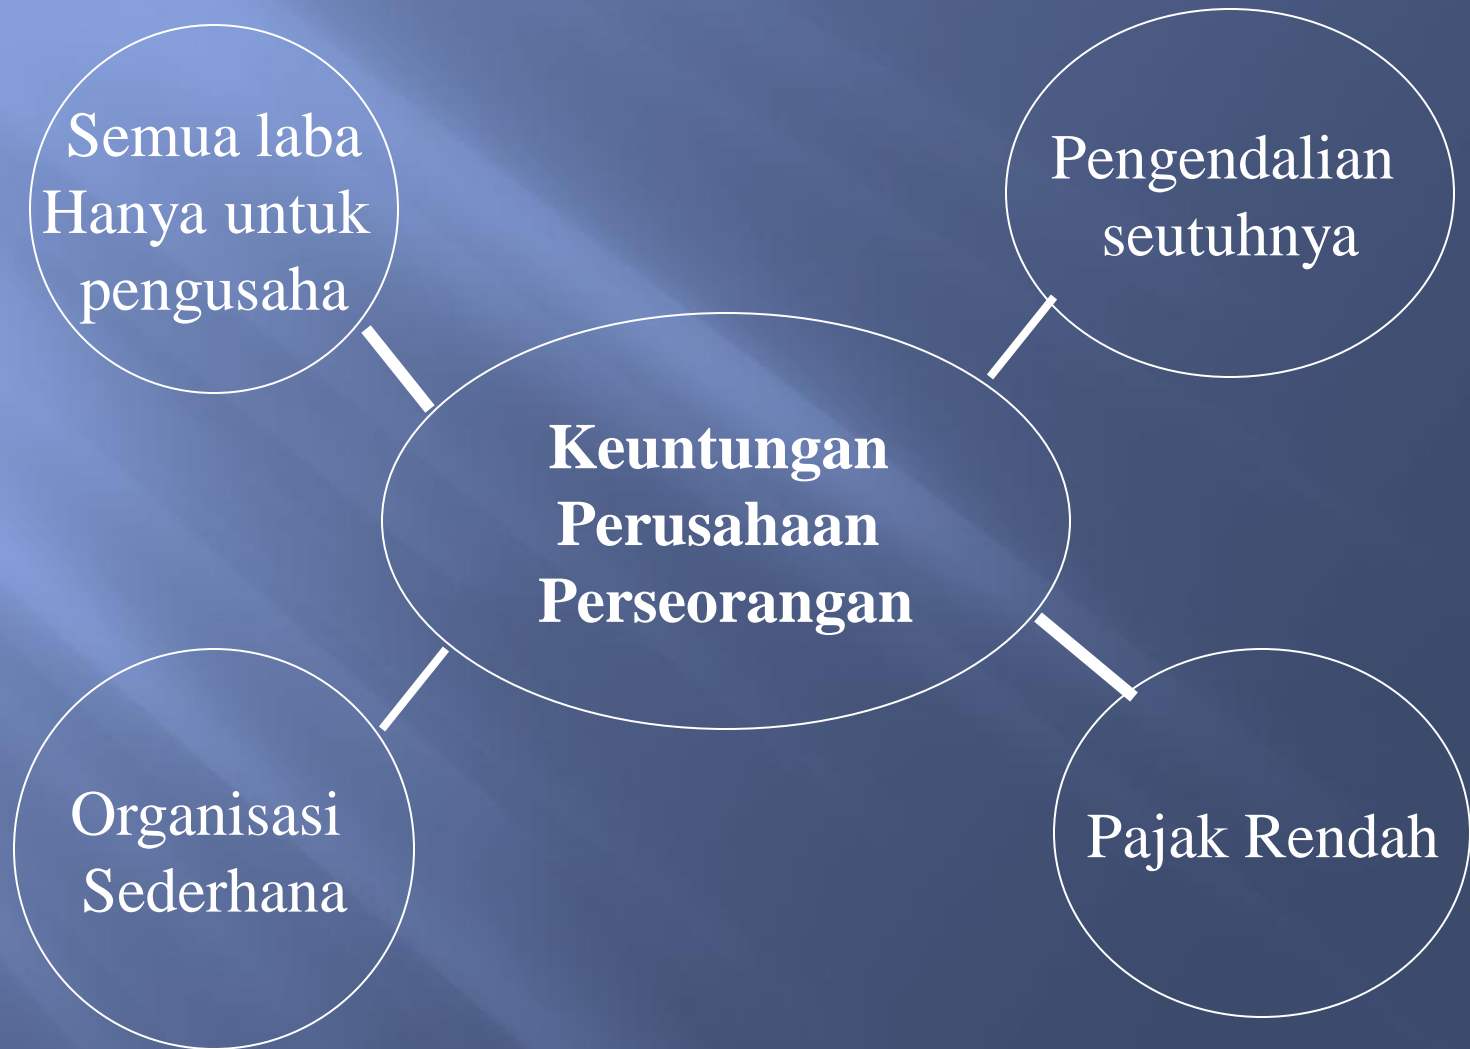 Semua laba
Hanya untuk
pengusaha
Pengendalian
seutuhnya
Keuntungan
Perusahaan
Perseorangan
Organisasi
Sederhana
Pajak Rendah